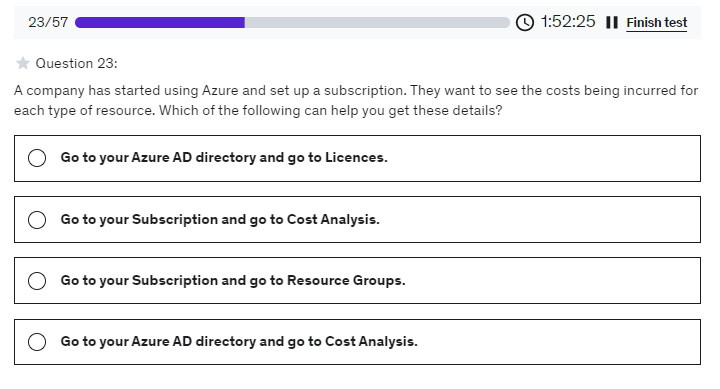 23/57 1:52:25 Finish test
Question 23:
A company has started using Azure and set up a subscription. They want to see the costs being incurred for
each type of resource. Which of the following can help you get these details?
Go to your Azure AD directory and go to Licences.
Go to your Subscription and go to Cost Analysis.
Go to your Subscription and go to Resource Groups.
Go to your Azure AD directory and go to Cost Analysis.